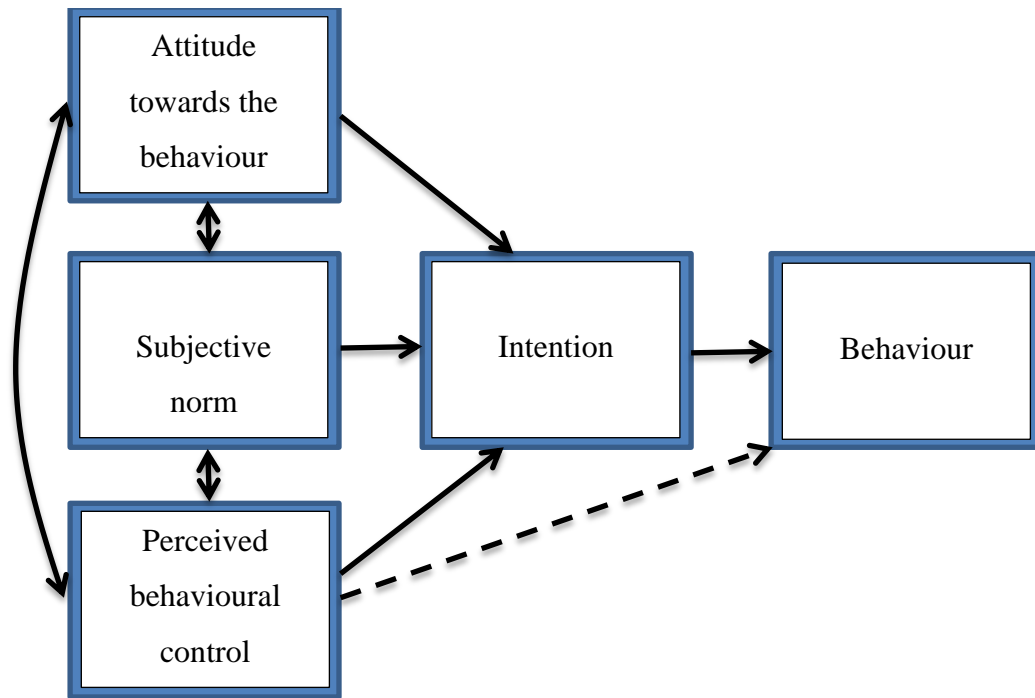 Attitude
towards the
behaviour
Subjective
norm
Intention
Behaviour
Perceived
behavioural
control